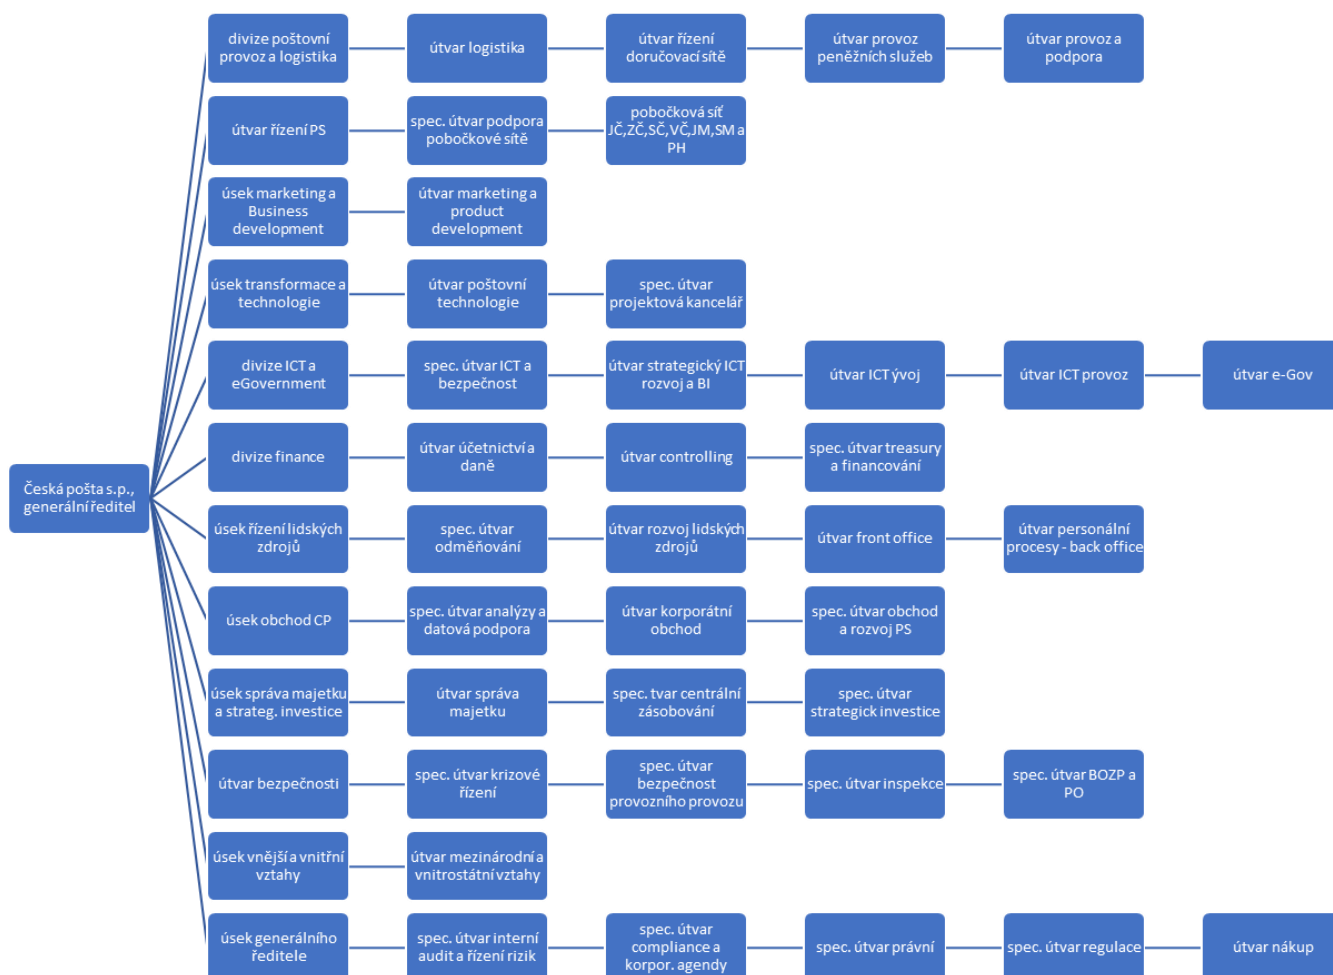 divize poštovní
provoz a logistika
útvar logistika
útvar řízení
doručovací sítě
útvar provoz
peněžních služeb
útvar provoz a
podpora
útvar řízení PS
spec. útvar podpora
pobočkové sítě
pobočková síť
JČ,ZČ,SČ,VČ,JM,SM a
PH
úsek marketing a
Business
development
útvar marketing a
product
development
úsek transformace a
technologie
útvar poštovní
technologie
spec. útvar
projektová kancelář
divize ICT a
eGovernment
spec. útvar ICT a
bezpečnost
útvar strategický ICT
rozvoj a BI
útvar ICT ývoj
útvar ICT provoz
útvar e-Gov
divize finance
útvar účetnictví a
daně
útvar controlling
spec. útvar treasury
a financování
Česká pošta s.p.,
generální ředitel
úsek řízení lidských
zdrojů
spec. útvar
odměňování
útvar rozvoj lidských
zdrojů
útvar front office
útvar personální
procesy - back office
úsek obchod CP
spec. útvar analýzy a
datová podpora
útvar korporátní
obchod
spec. útvar obchod
a rozvoj PS
úsek správa majetku
a strateg. investice
útvar správa
majetku
spec. tvar centrální
zásobování
spec. útvar
strategick investice
útvar bezpečnosti
spec. útvar krizové
řízení
spec. útvar
bezpečnost
provozního provozu
spec. útvar inspekce
spec. útvar BOZP a
PO
úsek vnější a vnitřní
vztahy
útvar mezinárodní a
vnitrostátní vztahy
úsek generálního
ředitele
spec. útvar interní
audit a řízení rizik
spec. útvar
compliance a
korpor. agendy
spec. útvar právní
spec. útvar regulace
útvar nákup